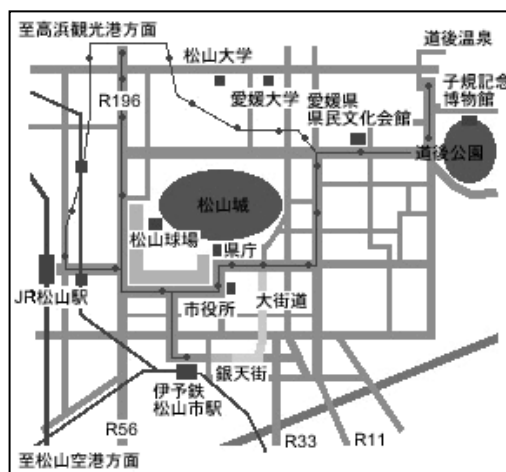 至高浜観光港方面
松山大学
道後温泉
子規記念
博物館
R196
愛媛大学
愛媛県
県民文化会館
道後公園
松山城
松山球場
県庁
JR松山駅
市役所
大街道
銀天街
伊予鉄
松山市駅
R56
R33
R11
至松山空港方面